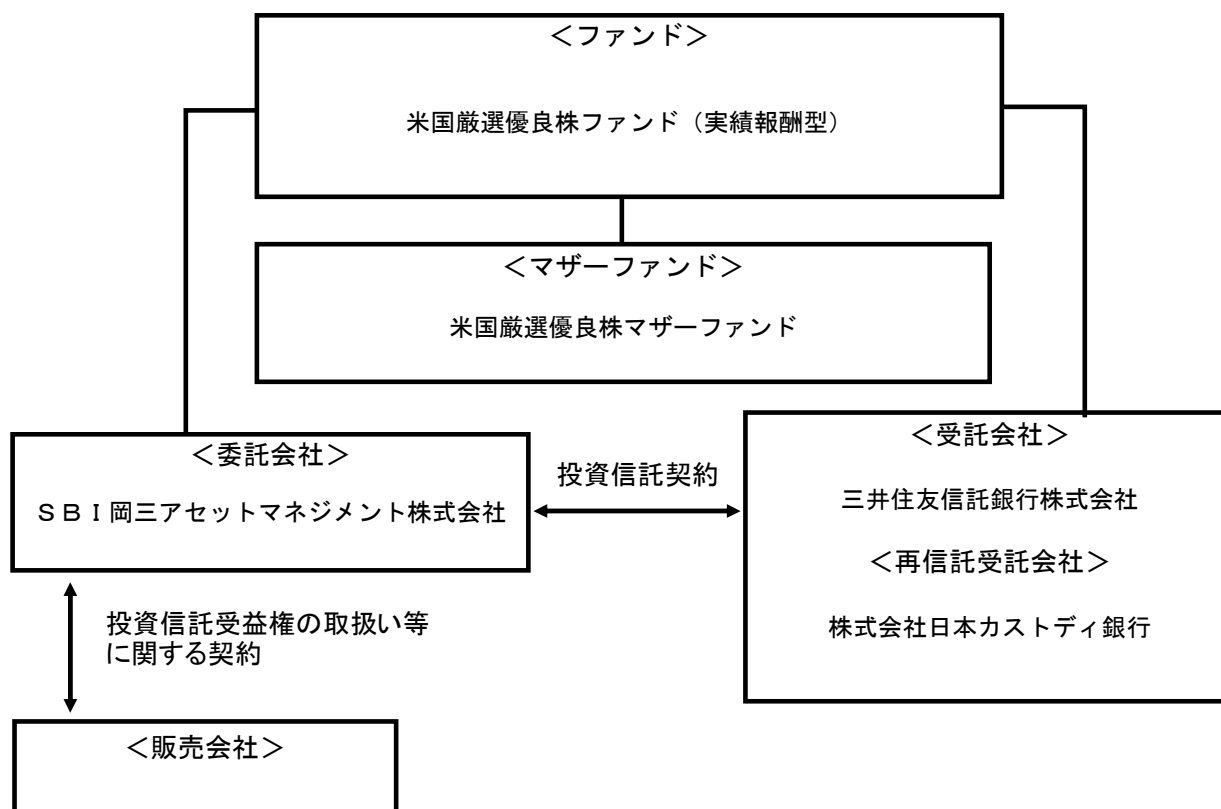 ＜ファンド＞
米国厳選優良株ファンド（実績報酬型）
＜マザーファンド＞
米国厳選優良株マザーファンド
＜委託会社＞
ＳＢＩ岡三アセットマネジメント株式会社
投資信託契約
＜受託会社＞
三井住友信託銀行株式会社
＜再信託受託会社＞
株式会社日本カストディ銀行
投資信託受益権の取扱い等
に関する契約
＜販売会社＞